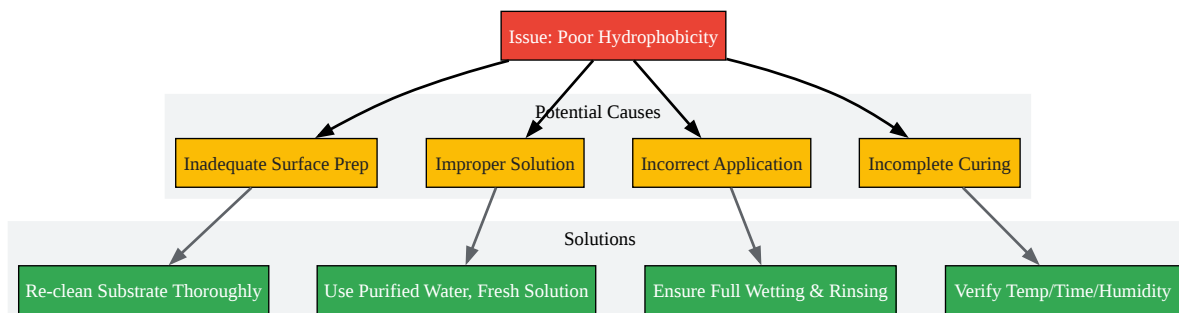 Issue: Poor Hydrophobicity
Potential Causes
Inadequate Surface Prep
Improper Solution
Incorrect Application
Incomplete Curing
Solutions
Re-clean Substrate Thoroughly
Use Purified Water, Fresh Solution
Ensure Full Wetting & Rinsing
Verify Temp/Time/Humidity